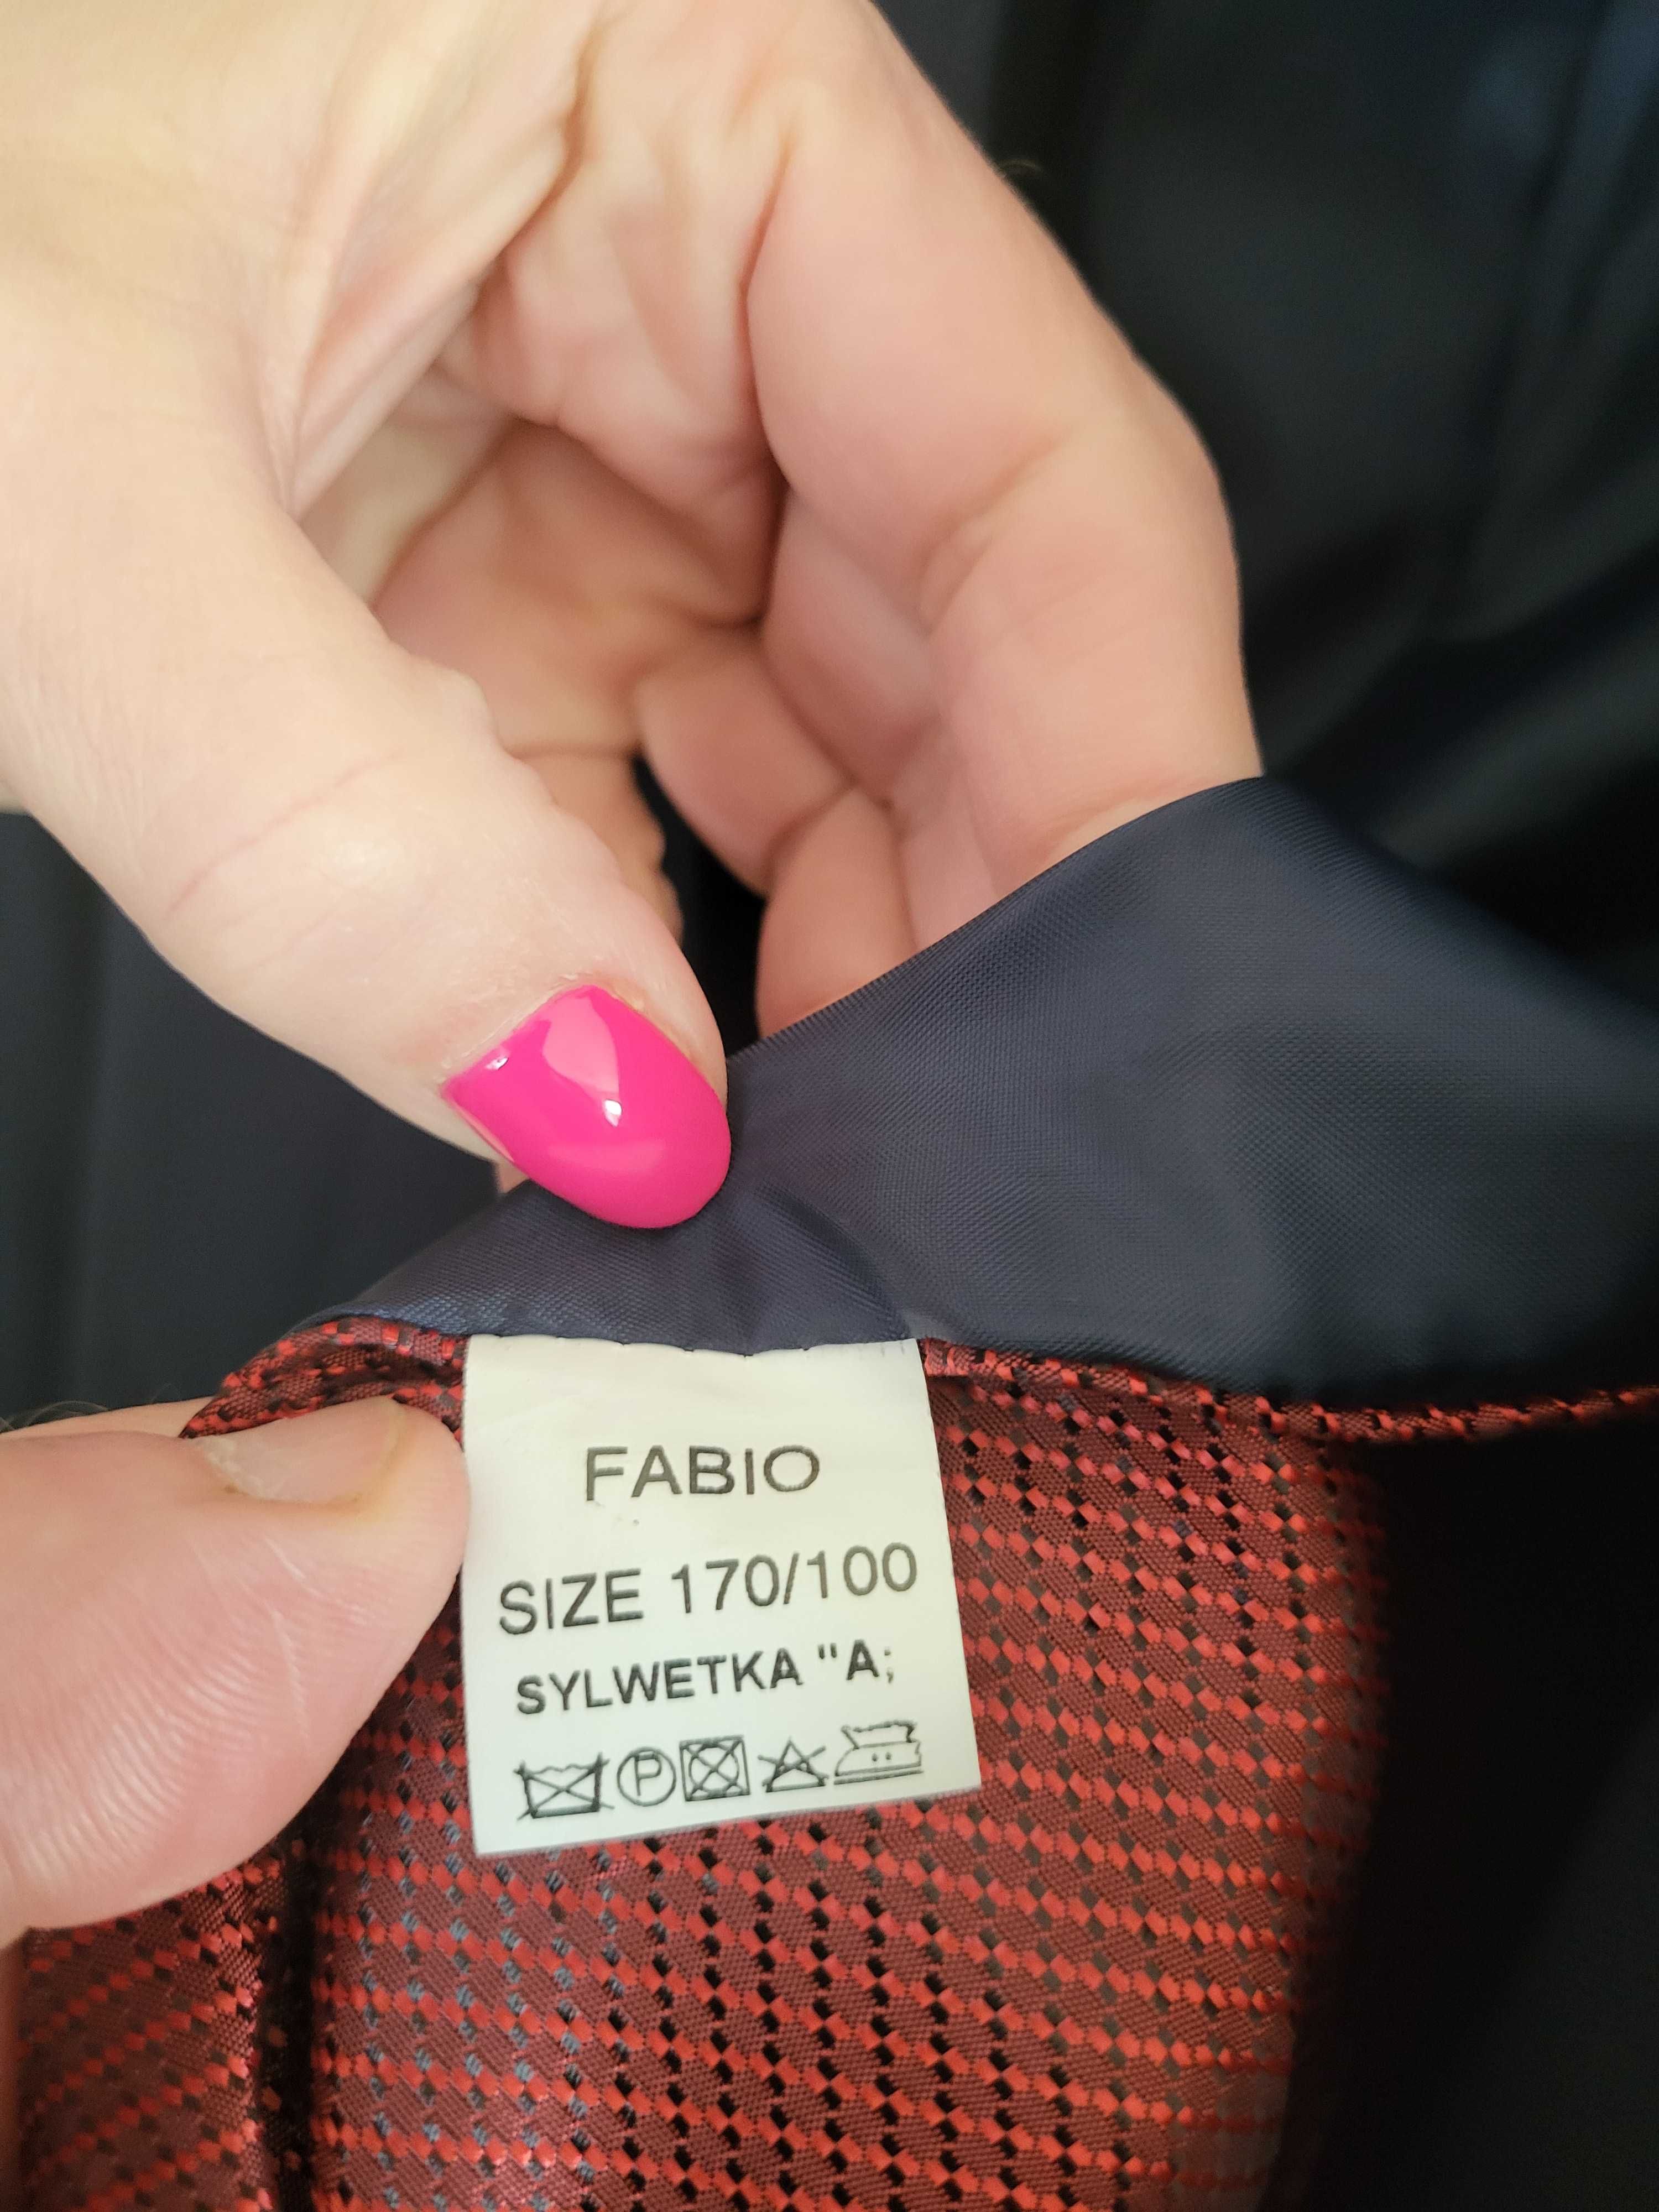 FABIO
SIZE 170/100
SYLWETKA "A;
P